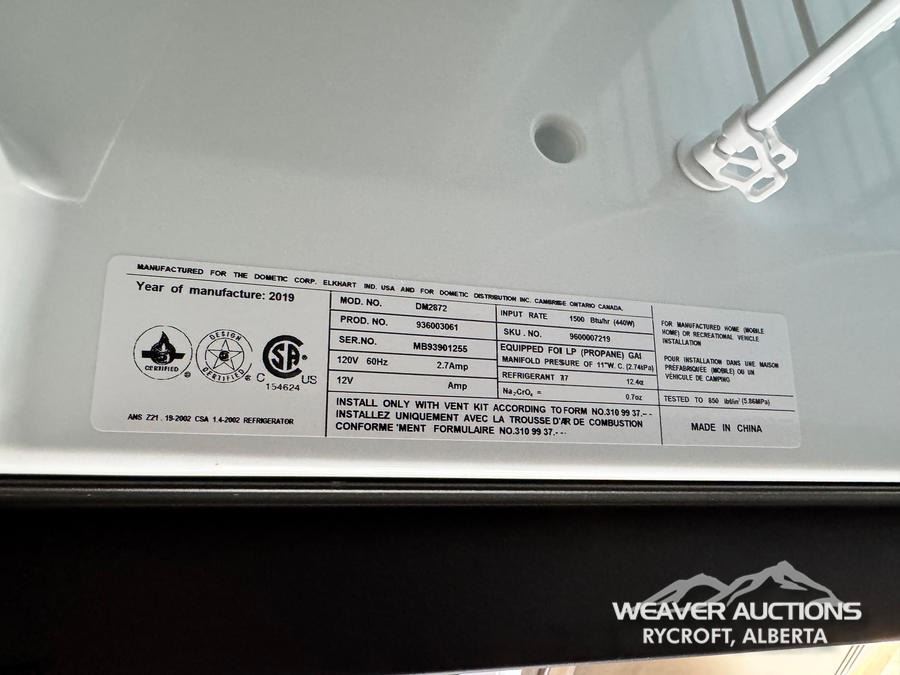 MANUFACTURED FOR THE DOMETIC CORP. ELKHART IND. USA AND FOR DOMETIC DISTRIBUTION INC. CAMBRIGE ONTARIO CANADA.
Year of manufacture: 2019
CERTIFIED
DESIGN CERTIFIED
C US
154624
ANS Z21 . 19-2002 CSA 1.4-2002 REFRIGERATOR
MOD. NO. DM2872
PROD. NO. 936003061
SER.NO. MB93901255
120V 60Hz 2.7Amp
12V Amp
INPUT RATE 1500 Btu/hr (440W)
SKU . NO. 9600007219
EQUIPPED FOR LP (PROPANE) GAS
MANIFOLD PRESSURE OF 11"W. C. (2.74kPa)
REFRIGERANT 12.4oz
Na₂CrO₄ = 0.7oz
INSTALL ONLY WITH VENT KIT ACCORDING TO FORM NO.310 99 37.---
INSTALLEZ UNIQUEMENT AVEC LA TROUSSE D'AIR DE COMBUSTION
CONFORME'MENT FORMULAIRE NO.310 99 37.---
FOR MANUFACTURED HOME (MOBILE
HOME) OR RECREATIONAL VEHICLE
INSTALLATION
POUR INSTALLATION DANS UNE MAISON
PRÉFABRIQUÉE (MOBILE) OU UN
VÉHICULE DE CAMPING
TESTED TO 850 lbf/in² (5.86MPa)
MADE IN CHINA
WEAVER AUCTIONS
RYCROFT, ALBERTA